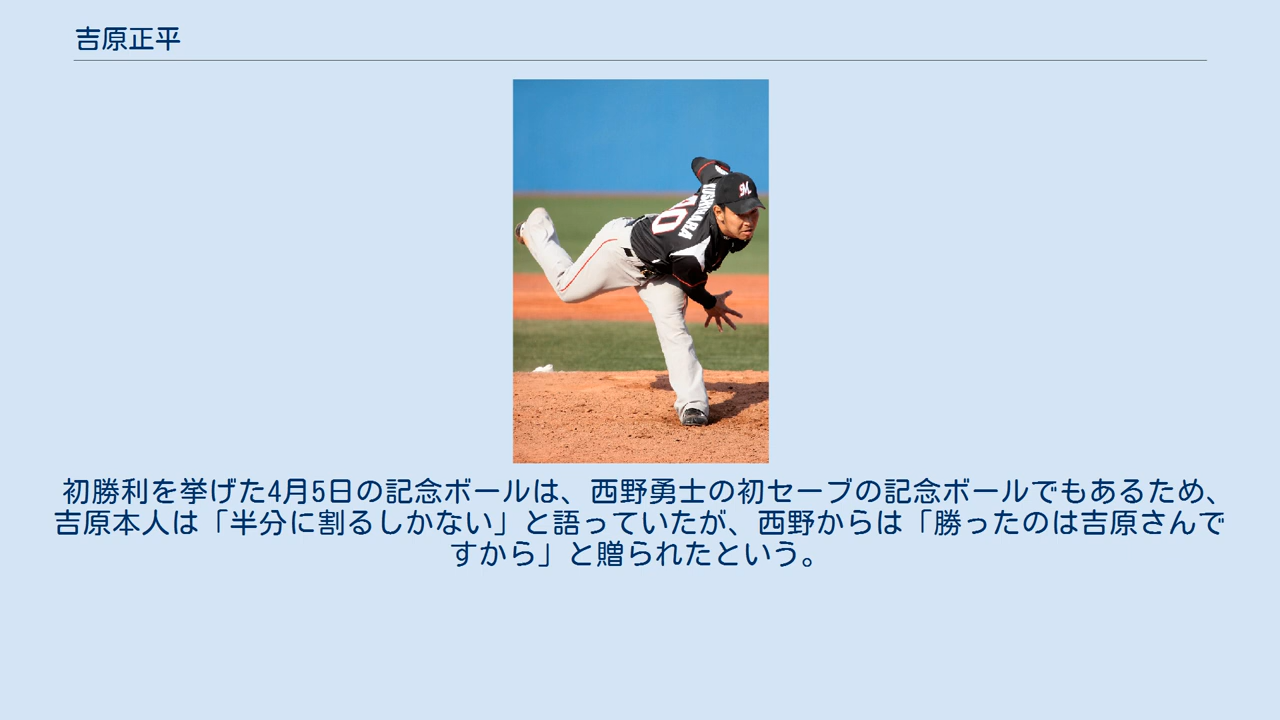 吉原正平
YOSHIHARA
40
M
初勝利を挙げた4月5日の記念ボールは、西野勇士の初セーブの記念ボールでもあるため、
吉原本人は「半分に割るしかない」と語っていたが、西野からは「勝ったのは吉原さんで
すから」と贈られたという。